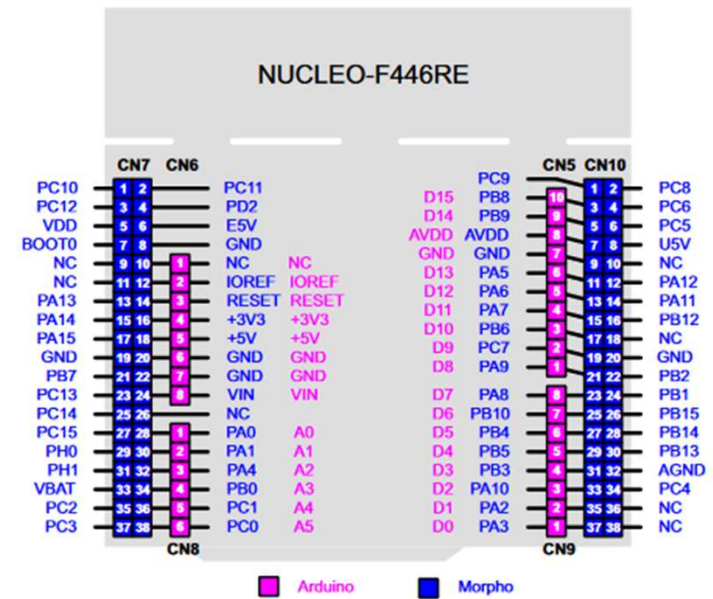 NUCLEO-F446RE
CN7 CN6 CN5 CN10
PC9
PC10 1 2 PC11 D15 PB8 10 1 2 PC8
PC12 3 4 PD2 D14 PB9 9 3 4 PC6
VDD 5 6 E5V AVDD AVDD 8 5 6 PC5
BOOT0 7 8 GND GND GND 7 7 8 U5V
NC 9 10 1 NC NC D13 PA5 6 9 10 NC
NC 11 12 2 IOREF IOREF D12 PA6 5 11 12 PA12
PA13 13 14 3 RESET RESET D11 PA7 4 13 14 PA11
PA14 15 16 4 +3V3 +3V3 D10 PB6 3 15 16 PB12
PA15 17 18 5 +5V +5V D9 PC7 2 17 18 NC
GND 19 20 6 GND GND D8 PA9 1 19 20 GND
PB7 21 22 7 GND GND 21 22 PB2
PC13 23 24 8 VIN VIN D7 PA8 8 23 24 PB1
PC14 25 26 NC D6 PB10 7 25 26 PB15
PC15 27 28 1 PA0 A0 D5 PB4 6 27 28 PB14
PH0 29 30 2 PA1 A1 D4 PB5 5 29 30 PB13
PH1 31 32 3 PA4 A2 D3 PB3 4 31 32 AGND
VBAT 33 34 4 PB0 A3 D2 PA10 3 33 34 PC4
PC2 35 36 5 PC1 A4 D1 PA2 2 35 36 NC
PC3 37 38 6 PC0 A5 D0 PA3 1 37 38 NC
CN8 CN9
Arduino Morpho